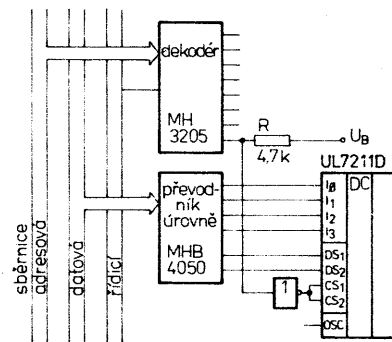 dekodér
MH
3205
R
4,7k
U_B
UL7211D
DC
převod-
ník
úrovně
MHB
4050
I0
I1
I2
I3
DS1
DS2
CS1
CS2
OSC
1
sběrnice
adresová
datová
řídicí